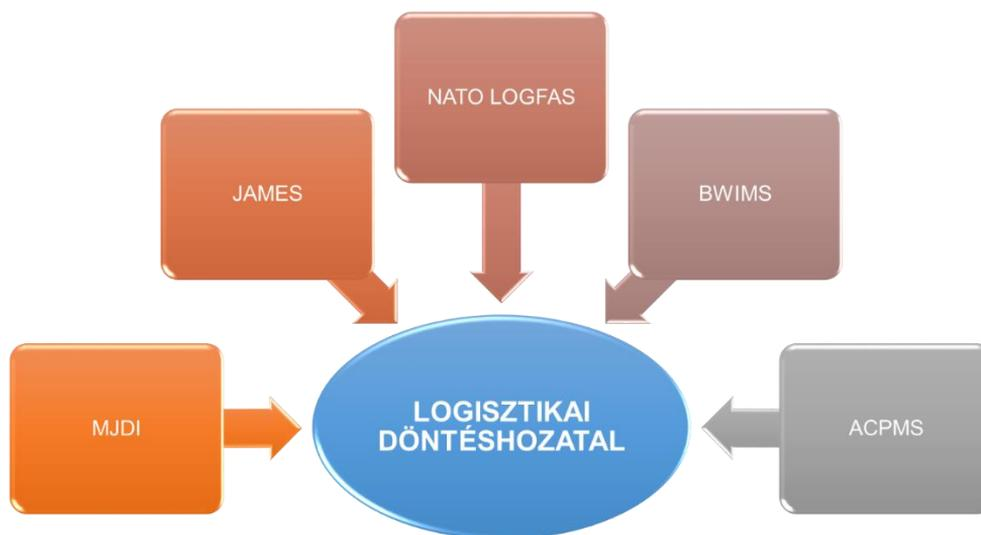 NATO LOGFAS
JAMES
BWIMS
MJDI
LOGISZTIKAI
DÖNTÉSHOZATAL
ACPMS